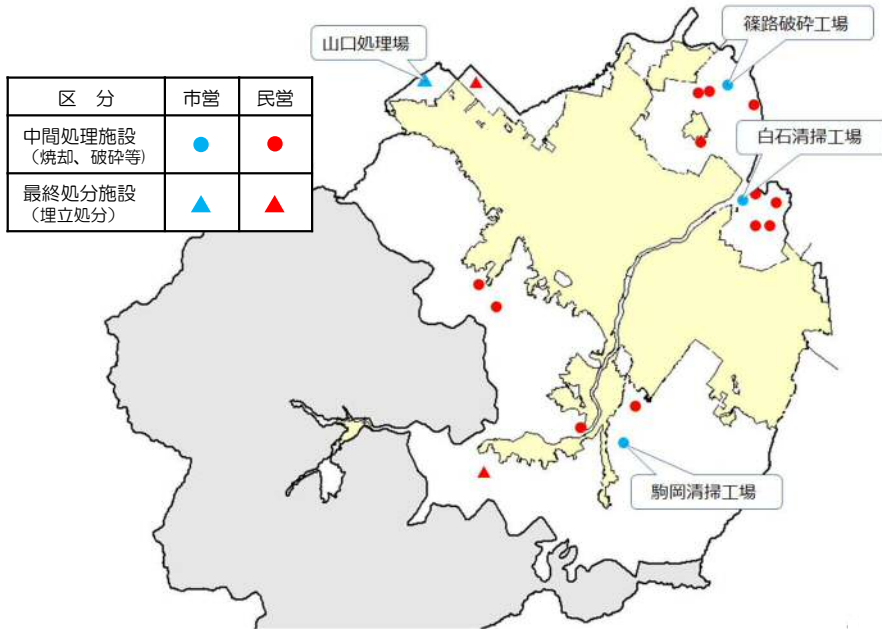 篠路破砕工場
山口処理場
区 分 市営 民営
中間処理施設
（焼却、破砕等）
最終処分施設
（埋立処分）
白石清掃工場
駒岡清掃工場